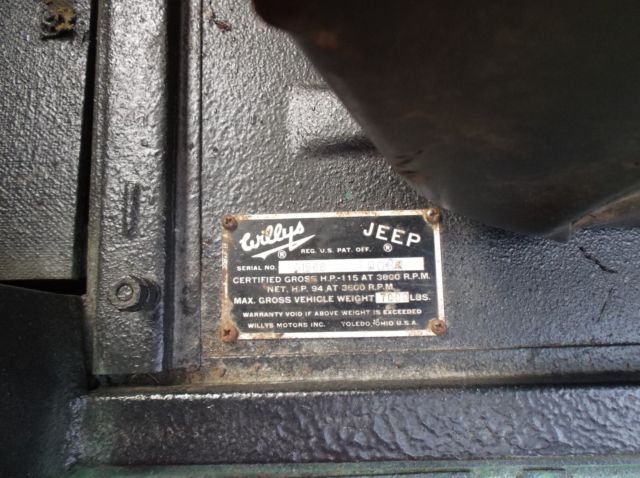 Willys ® JEEP ®
REG. U.S. PAT. OFF.
SERIAL NO.
CERTIFIED GROSS H.P.-115 AT 3800 R.P.M.
NET. H.P. 94 AT 3600 R.P.M.
MAX. GROSS VEHICLE WEIGHT LBS.
WARRANTY VOID IF ABOVE WEIGHT IS EXCEEDED
WILLYS MOTORS INC. TOLEDO, OHIO U.S.A.